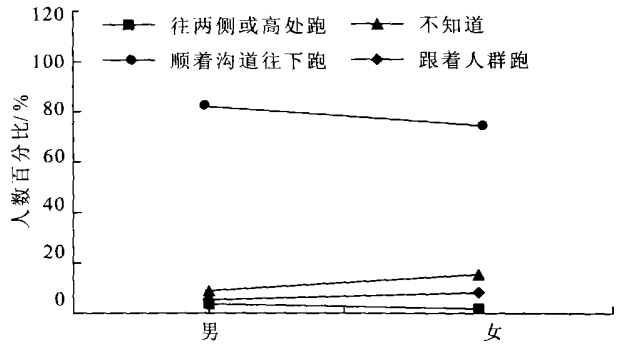 120
100
80
60
40
20
0
人数百分比/%
往两侧或高处跑
不知道
顺着沟道往下跑
跟着人群跑
男
女